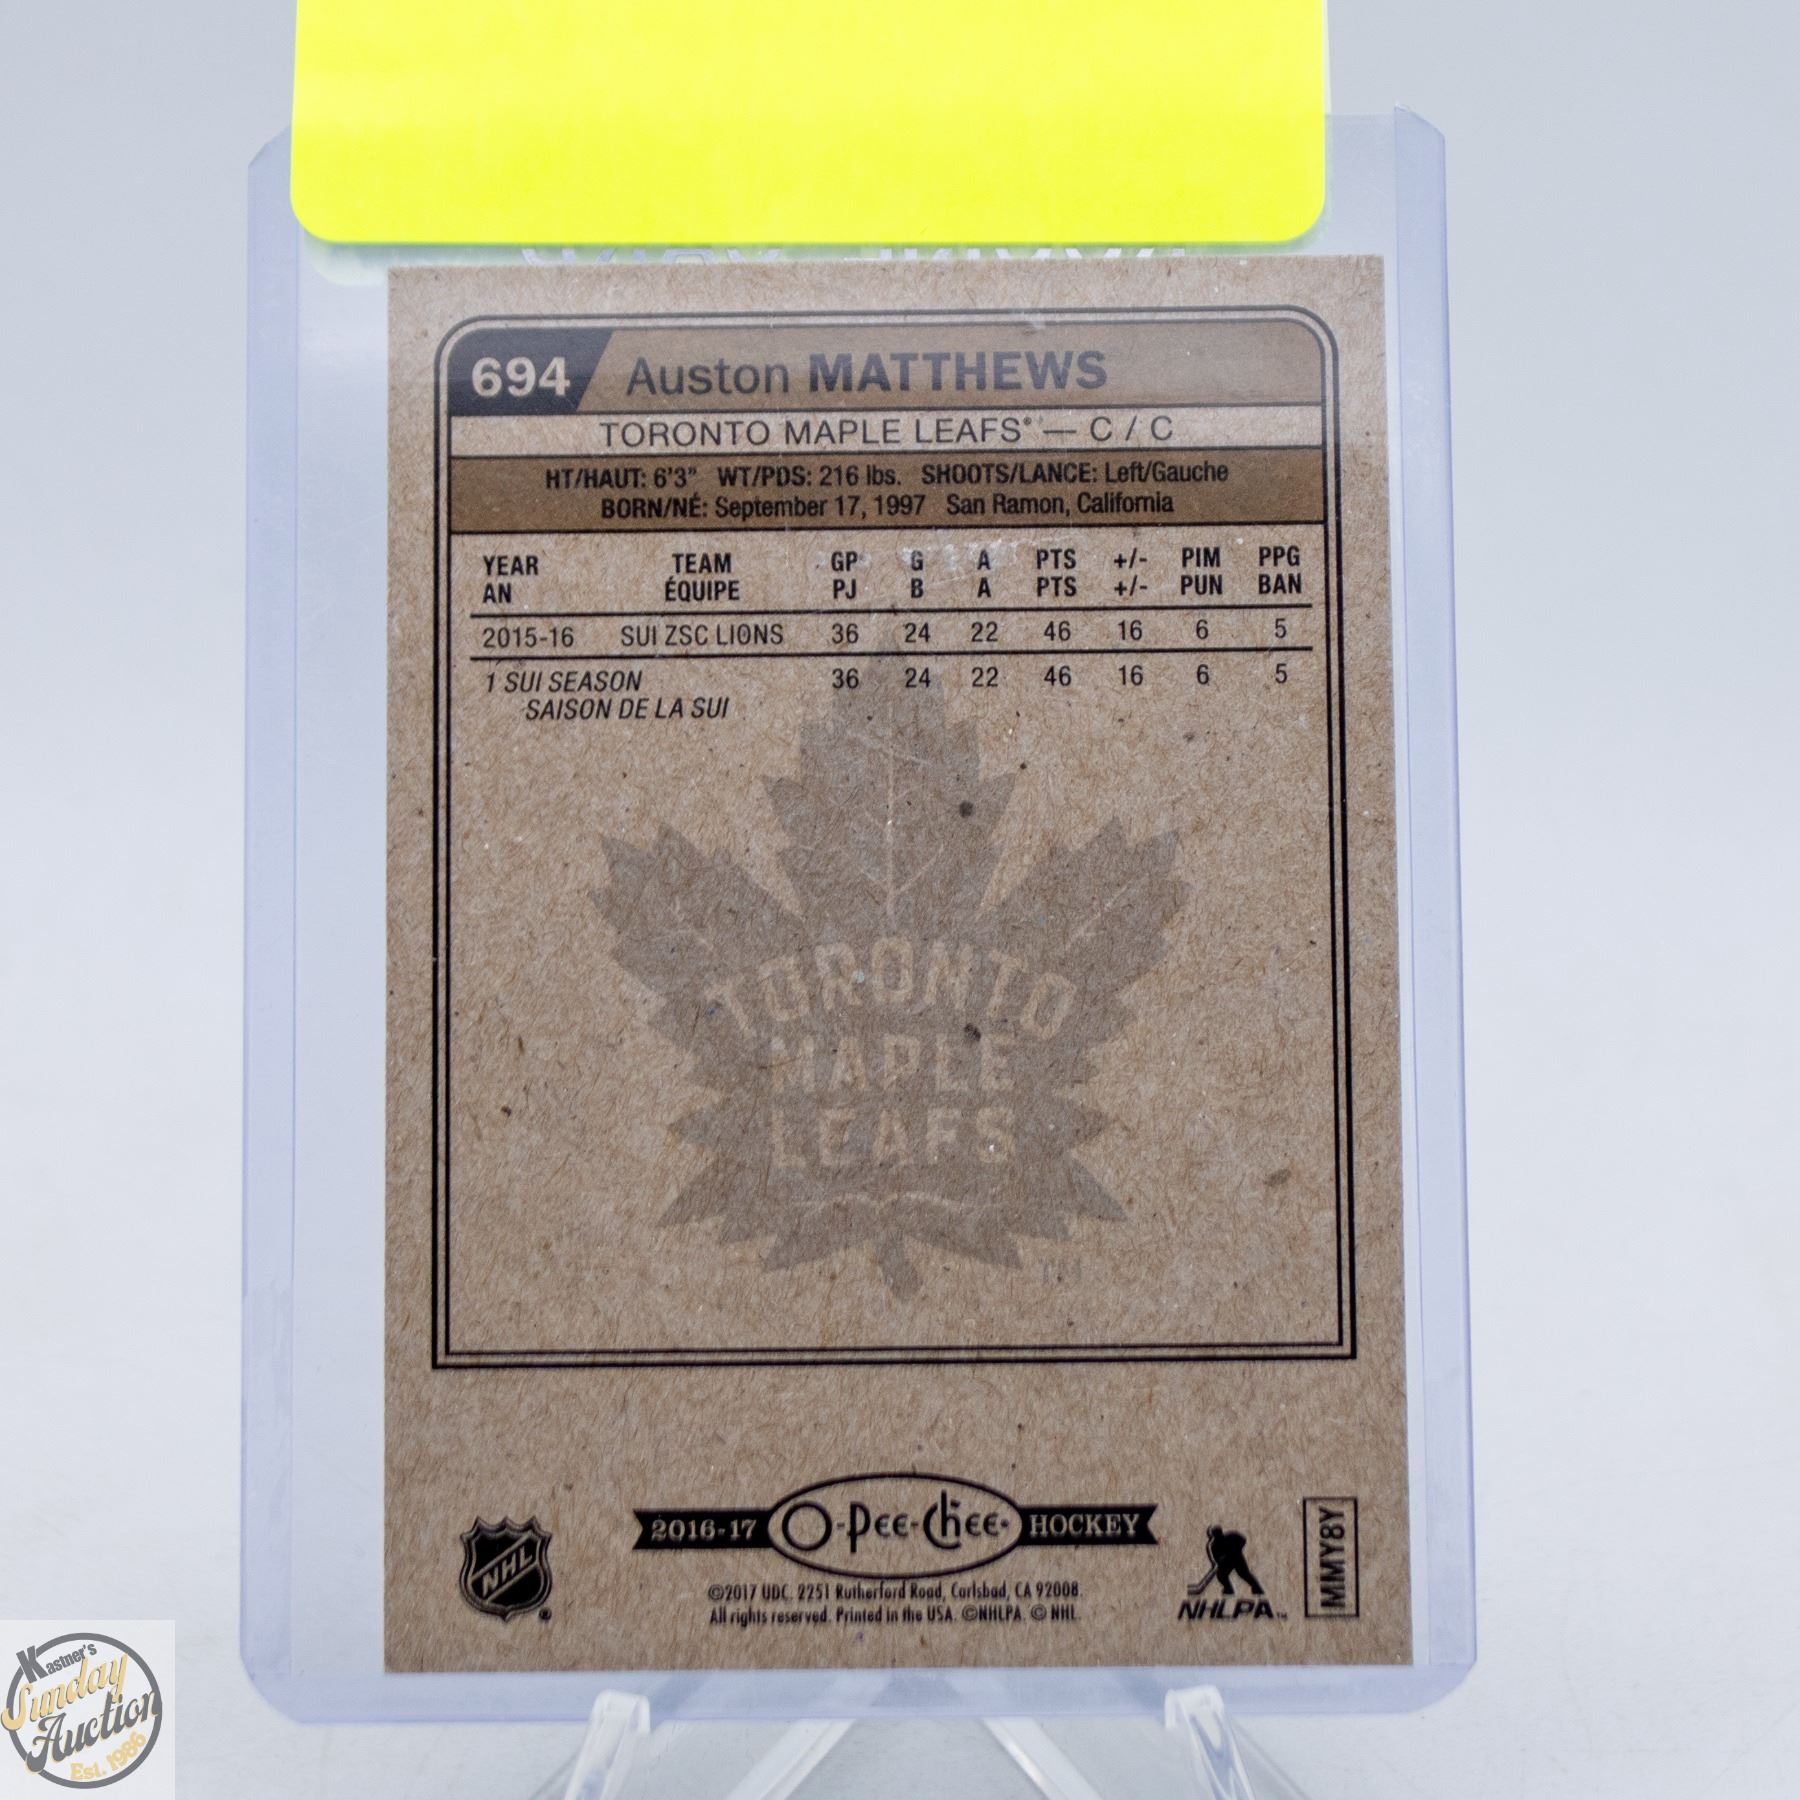 694 Auston MATTHEWS
TORONTO MAPLE LEAFS® — C / C
HT/HAUT: 6'3" WT/PDS: 216 lbs. SHOOTS/LANCE: Left/Gauche
BORN/NÉ: September 17, 1997 San Ramon, California
YEAR TEAM GP G A PTS +/- PIM PPG
AN ÉQUIPE PJ B A PTS +/- PUN BAN
2015-16 SUI ZSC LIONS 36 24 22 46 16 6 5
1 SUI SEASON 36 24 22 46 16 6 5
SAISON DE LA SUI
TORONTO
MAPLE
LEAFS
2016-17 O-Pee-Chee HOCKEY
NHL
©2017 UDC. 2251 Rutherford Road, Carlsbad, CA 92008.
All rights reserved. Printed in the USA. ©NHLPA. © NHL.
NHLPA
MMY8Y
Kastner's
Sunday
Auction
Est. 1986